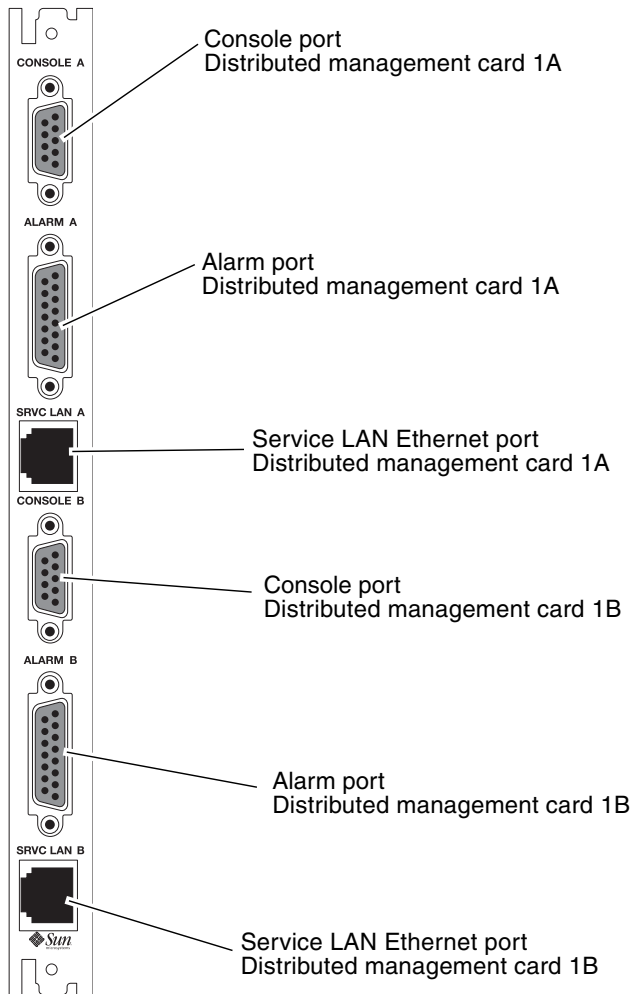 CONSOLE A
Console port
Distributed management card 1A
ALARM A
Alarm port
Distributed management card 1A
SRVC LAN A
Service LAN Ethernet port
Distributed management card 1A
CONSOLE B
Console port
Distributed management card 1B
ALARM B
Alarm port
Distributed management card 1B
SRVC LAN B
Sun
microsystems
Service LAN Ethernet port
Distributed management card 1B